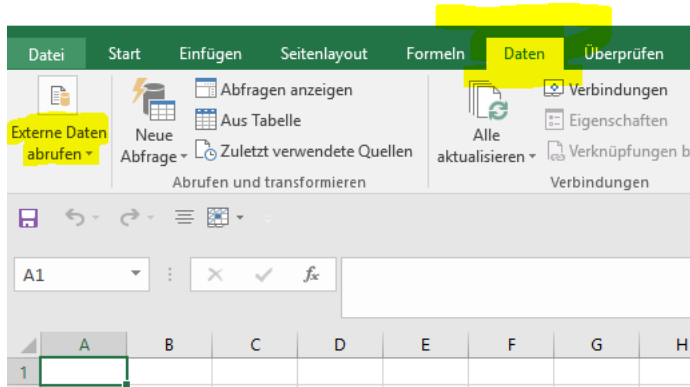 Datei Start Einfügen Seitenlayout Formeln Daten Überprüfen
Externe Daten abrufen
Neue Abfrage
Abfragen anzeigen
Aus Tabelle
Zuletzt verwendete Quellen
Abrufen und transformieren
Alle aktualisieren
Verbindungen
Eigenschaften
Verknüpfungen b
Verbindungen
A1 fx
A B C D E F G H
1